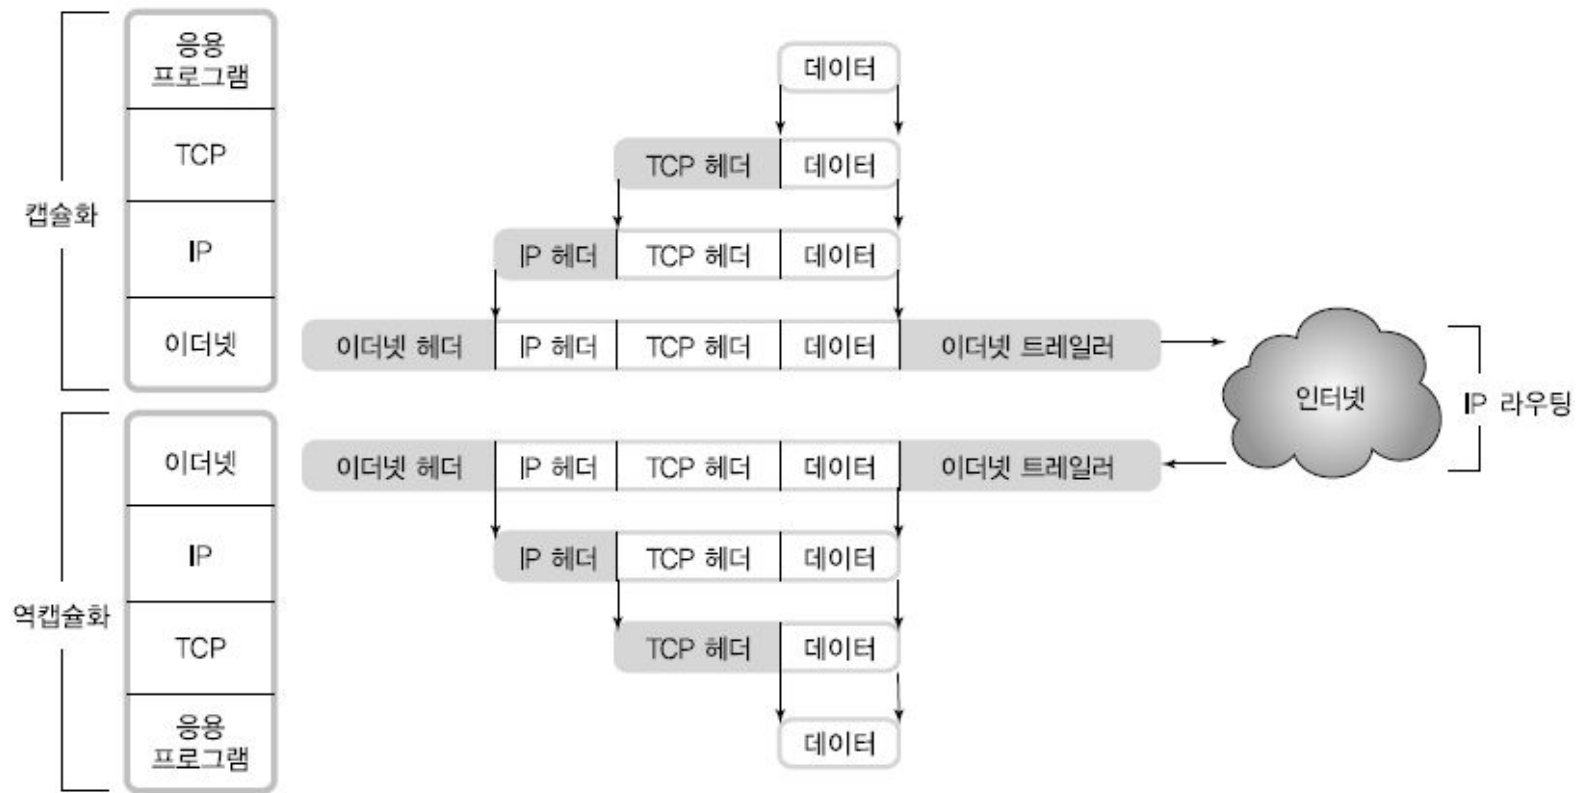 응용
프로그램
데이터
TCP
TCP 헤더 데이터
캡슐화
IP
IP 헤더 TCP 헤더 데이터
이더넷
이더넷 헤더 IP 헤더 TCP 헤더 데이터 이더넷 트레일러
인터넷
IP 라우팅
이더넷
이더넷 헤더 IP 헤더 TCP 헤더 데이터 이더넷 트레일러
IP
IP 헤더 TCP 헤더 데이터
역캡슐화
TCP
TCP 헤더 데이터
응용
프로그램
데이터